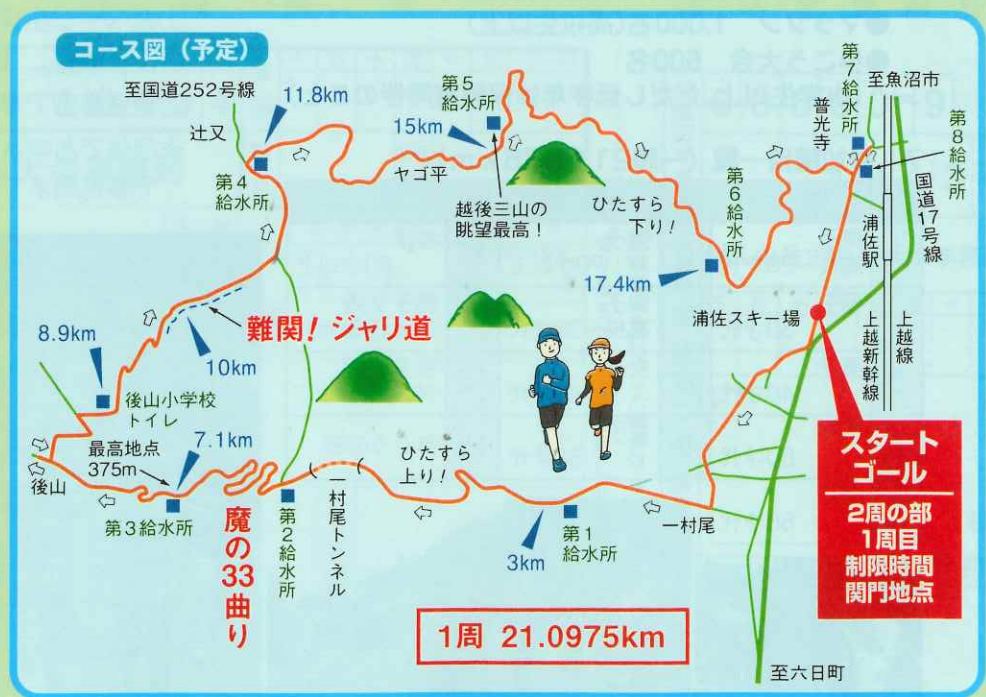 コース図（予定）
至国道252号線
辻又
11.8km
第4
給水所
15km
第5
給水所
ヤゴ平
越後三山の
眺望最高！
ひたすら
下り！
第6給水所
17.4km
普光寺
第7給水所
至魚沼市
第8給水所
国道17号線
浦佐駅
上越新幹線
上越線
浦佐スキー場
スタート
ゴール
2周の部
1周目
制限時間
関門地点
8.9km
難関！ジャリ道
10km
後山小学校
トイレ
最高地点
375m
7.1km
後山
第3給水所
魔の33曲り
第2給水所
一村尾トンネル
ひたすら
上り！
3km
第1
給水所
一村尾
1周 21.0975km
至六日町